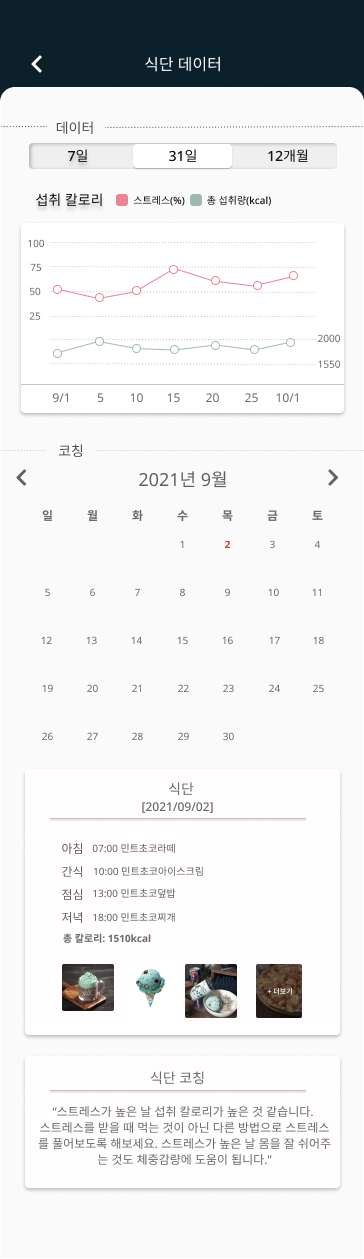 식단 데이터
데이터
7일 31일 12개월
섭취 칼로리 스트레스(%) 총 섭취량(kcal)
100
75
50
25
2000
1550
9/1 5 10 15 20 25 10/1
코칭
2021년 9월
일 월 화 수 목 금 토
1 2 3 4
5 6 7 8 9 10 11
12 13 14 15 16 17 18
19 20 21 22 23 24 25
26 27 28 29 30
식단
[2021/09/02]
아침 07:00 민트초코라떼
간식 10:00 민트초코아이스크림
점심 13:00 민트초코덮밥
저녁 18:00 민트초코찌개
총 칼로리: 1510kcal
+ 더보기
식단 코칭
“스트레스가 높은 날 섭취 칼로리가 높은 것 같습니다.
스트레스를 받을 때 먹는 것이 아닌 다른 방법으로 스트레스
를 풀어보도록 해보세요. 스트레스가 높은 날 몸을 잘 쉬어주
는 것도 체중감량에 도움이 됩니다.”